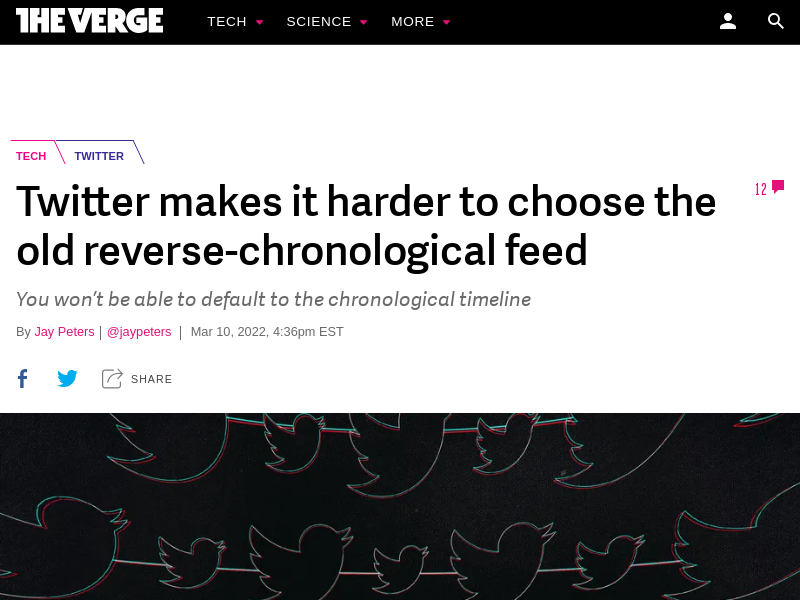 THE VERGE TECH SCIENCE MORE
TECH TWITTER
Twitter makes it harder to choose the
old reverse-chronological feed
12
You won’t be able to default to the chronological timeline
By Jay Peters | @jaypeters | Mar 10, 2022, 4:36pm EST
SHARE